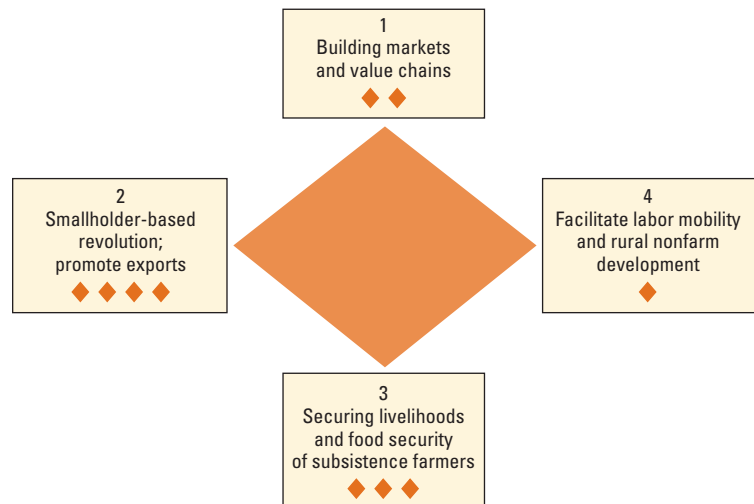 1
Building markets
and value chains
2
Smallholder-based
revolution;
promote exports
4
Facilitate labor mobility
and rural nonfarm
development
3
Securing livelihoods
and food security
of subsistence farmers